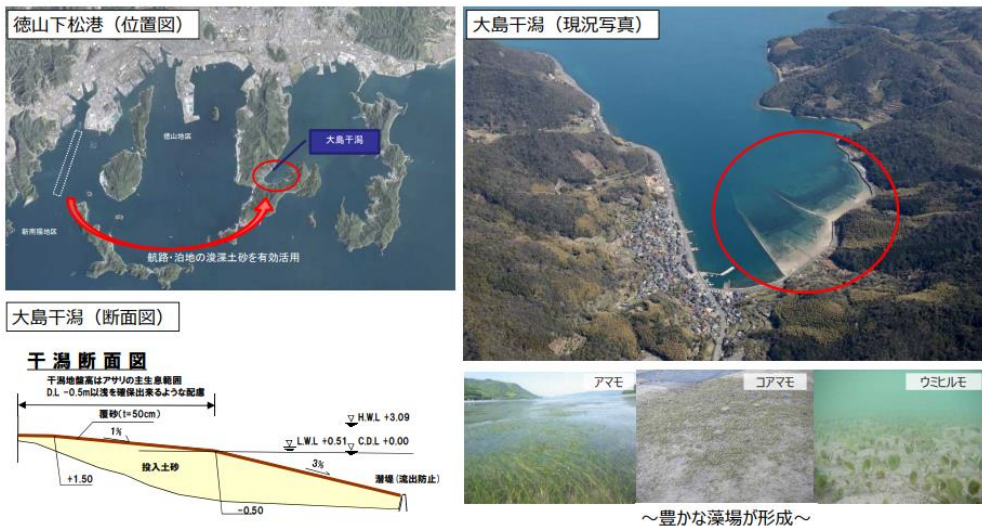 徳山下松港（位置図）
徳山地区
大島干潟
新南陽地区
航路・泊地の浚渫土砂を有効活用
大島干潟（現況写真）
大島干潟（断面図）
干潟断面図
干潟地盤高はアサリの主生息範囲
D.L －0.5m以浅を確保出来るような配慮
覆砂(t=50cm)
1%
H.W.L +3.09
L.W.L +0.51
C.D.L +0.00
投入土砂
3%
潜堤(流出防止)
+1.50
-0.50
アマモ
コアマモ
ウミヒルモ
～豊かな藻場が形成～